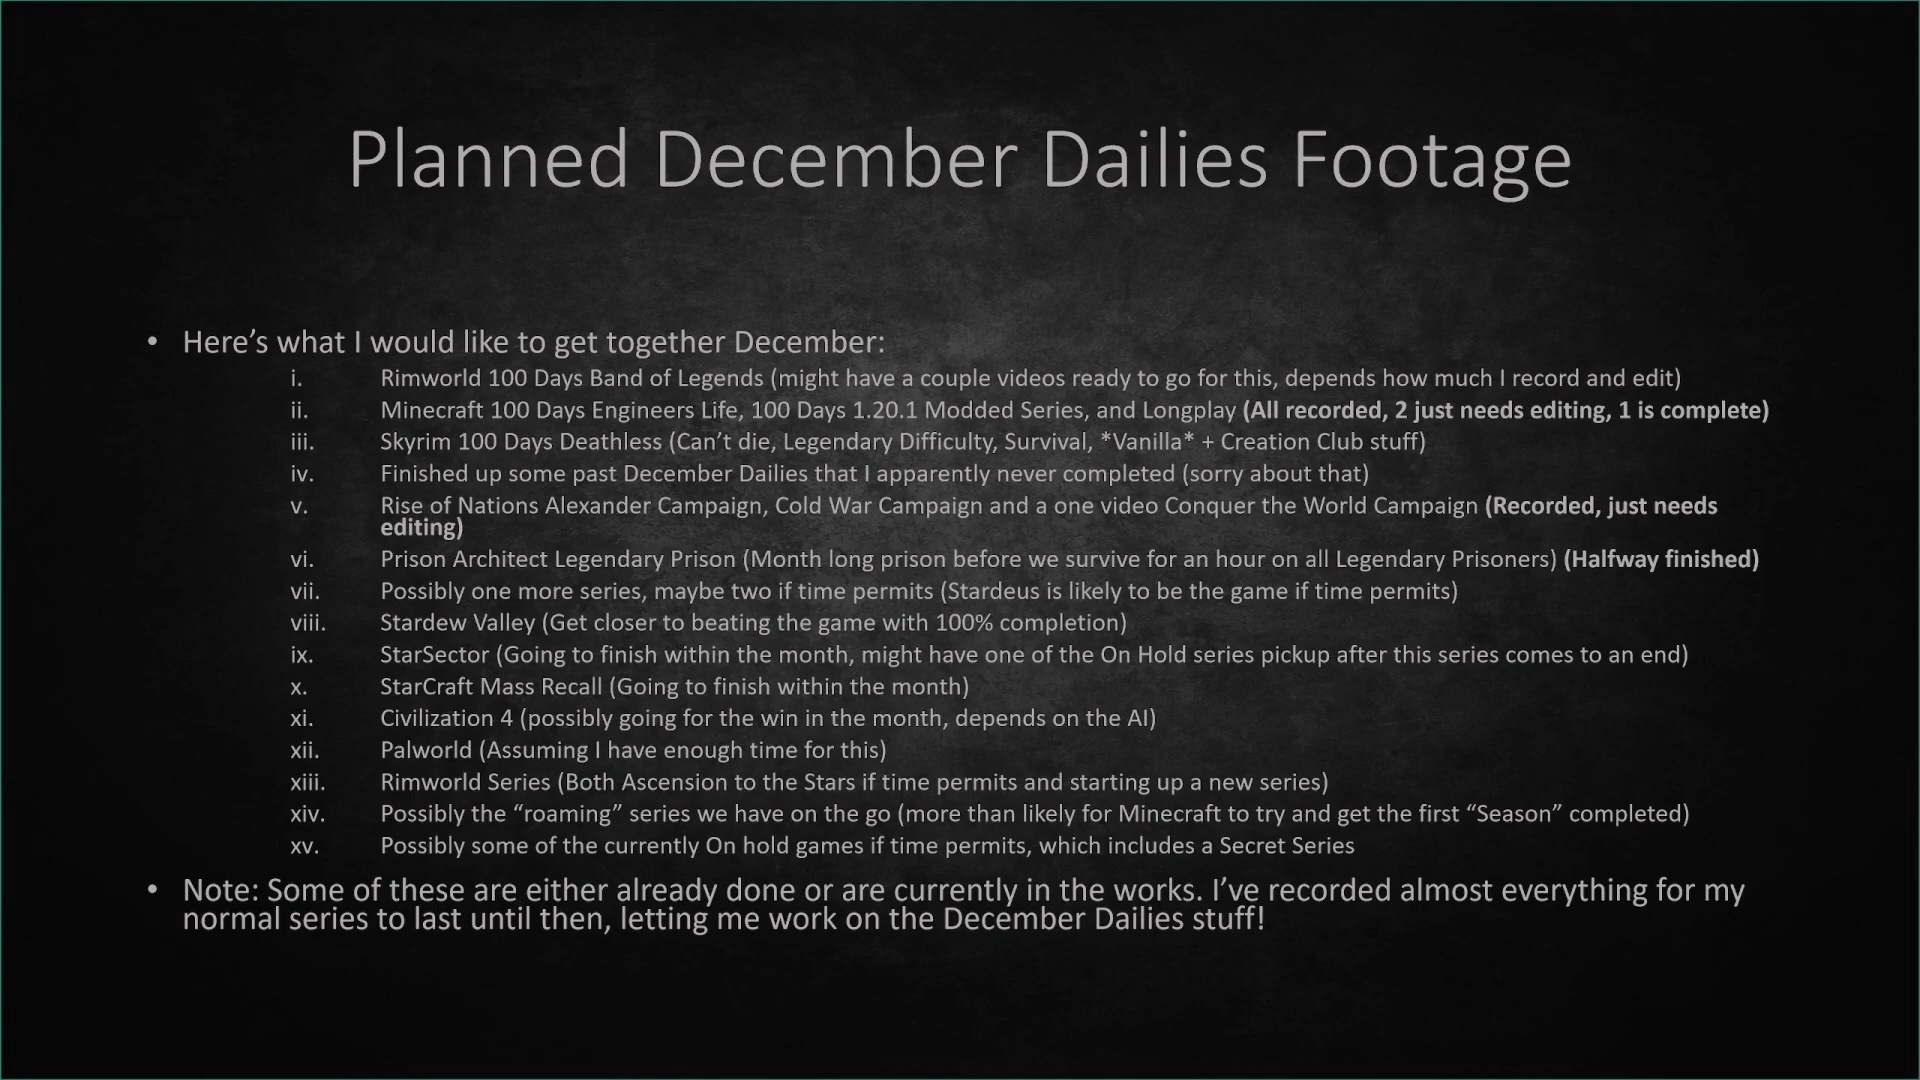 Planned December Dailies Footage
• Here’s what I would like to get together December:
i. Rimworld 100 Days Band of Legends (might have a couple videos ready to go for this, depends how much I record and edit)
ii. Minecraft 100 Days Engineers Life, 100 Days 1.20.1 Modded Series, and Longplay (All recorded, 2 just needs editing, 1 is complete)
iii. Skyrim 100 Days Deathless (Can’t die, Legendary Difficulty, Survival, *Vanilla* + Creation Club stuff)
iv. Finished up some past December Dailies that I apparently never completed (sorry about that)
v. Rise of Nations Alexander Campaign, Cold War Campaign and a one video Conquer the World Campaign (Recorded, just needs
editing)
vi. Prison Architect Legendary Prison (Month long prison before we survive for an hour on all Legendary Prisoners) (Halfway finished)
vii. Possibly one more series, maybe two if time permits (Stardeus is likely to be the game if time permits)
viii. Stardew Valley (Get closer to beating the game with 100% completion)
ix. StarSector (Going to finish within the month, might have one of the On Hold series pickup after this series comes to an end)
x. StarCraft Mass Recall (Going to finish within the month)
xi. Civilization 4 (possibly going for the win in the month, depends on the AI)
xii. Palworld (Assuming I have enough time for this)
xiii. Rimworld Series (Both Ascension to the Stars if time permits and starting up a new series)
xiv. Possibly the “roaming” series we have on the go (more than likely for Minecraft to try and get the first “Season” completed)
xv. Possibly some of the currently On hold games if time permits, which includes a Secret Series
• Note: Some of these are either already done or are currently in the works. I’ve recorded almost everything for my
normal series to last until then, letting me work on the December Dailies stuff!